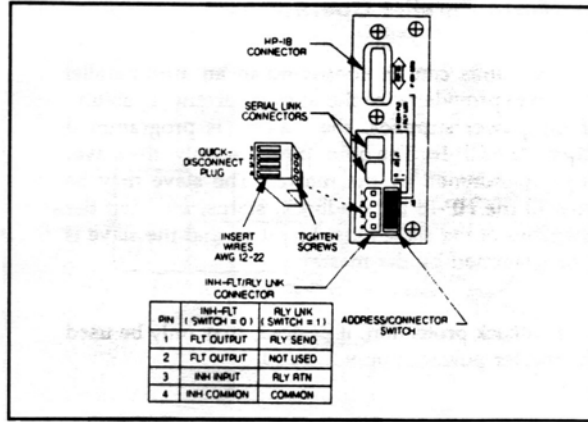 HP-IB
CONNECTOR
SERIAL LINK
CONNECTORS
QUICK-
DISCONNECT
PLUG
INSERT
WIRES
AWG 12-22
TIGHTEN
SCREWS
INH-FLT/RLY LNK
CONNECTOR
ADDRESS/CONNECTOR
SWITCH
PIN INH-FLT (SWITCH = 0) RLY LNK (SWITCH = 1)
1 FLT OUTPUT RLY SEND
2 FLT OUTPUT NOT USED
3 INH INPUT RLY RTN
4 INH COMMON COMMON